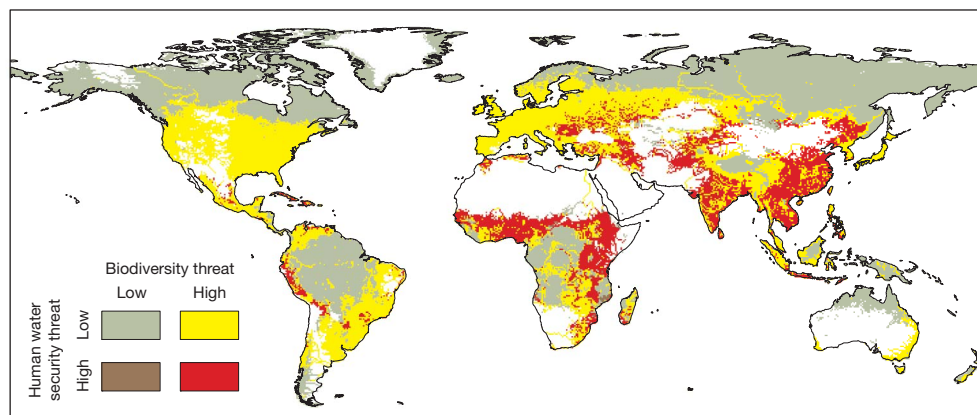 Biodiversity threat
Low High
Human water
security threat
Low
High